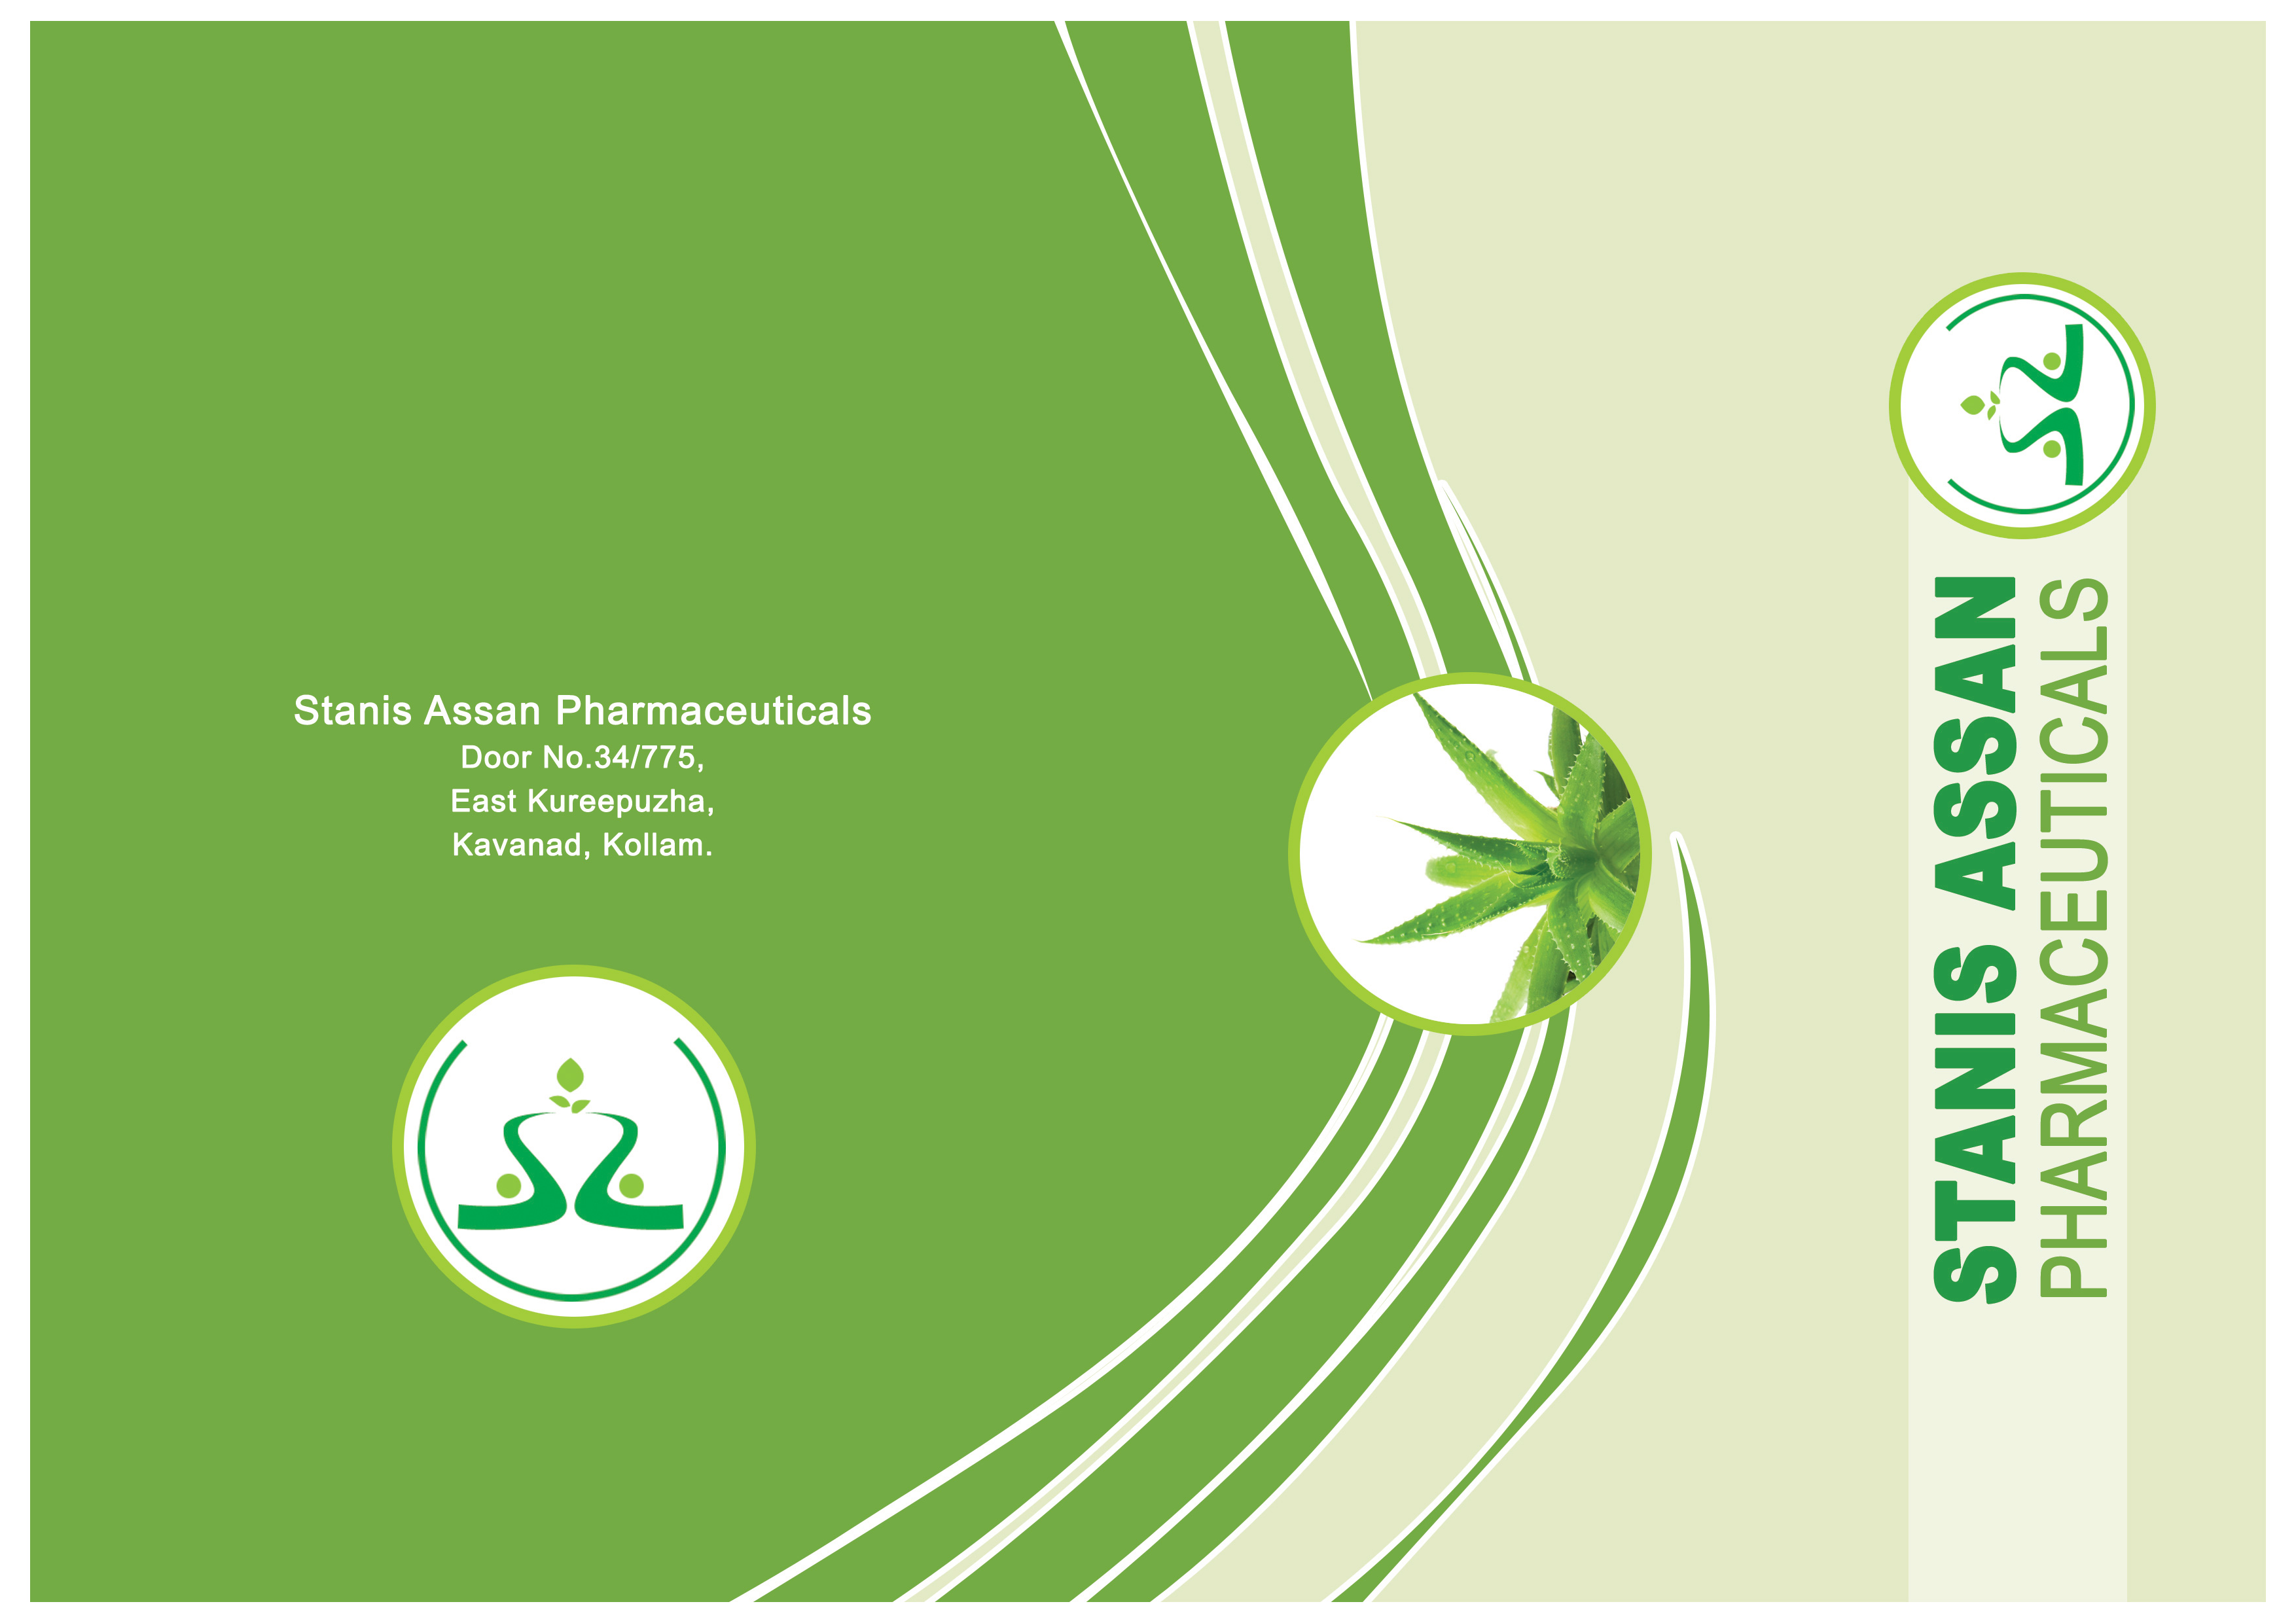 Stanis Assan Pharmaceuticals
Door No.34/775,
East Kureepuzha,
Kavanad, Kollam.
STANIS ASSAN
PHARMACEUTICALS